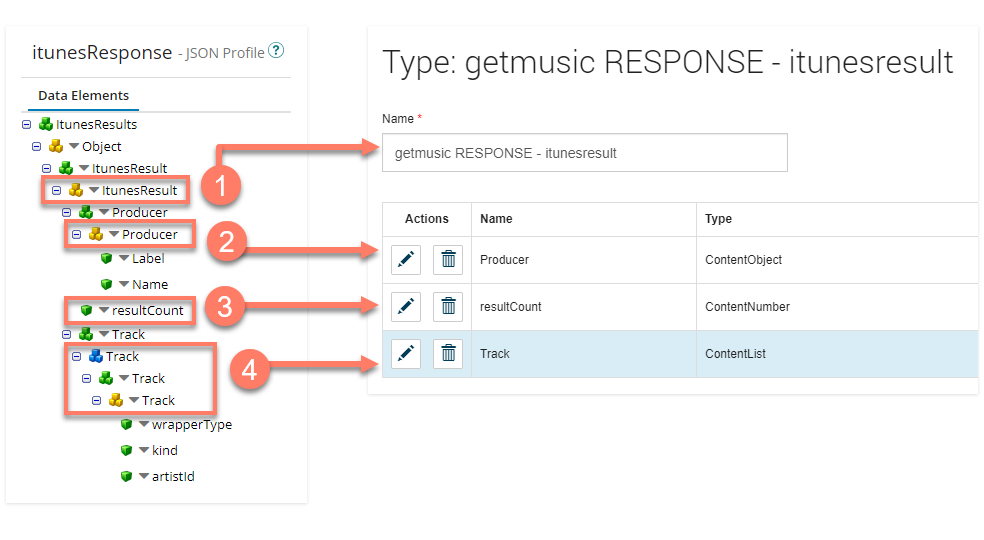 itunesResponse - JSON Profile ?
Data Elements
ItunesResults
Object
ItunesResult
ItunesResult
Producer
Producer
Label
Name
resultCount
Track
Track
Track
Track
wrapperType
kind
artistId
1
2
3
4
Type: getmusic RESPONSE - itunesresult
Name *
getmusic RESPONSE - itunesresult
Actions Name Type
Producer ContentObject
resultCount ContentNumber
Track ContentList